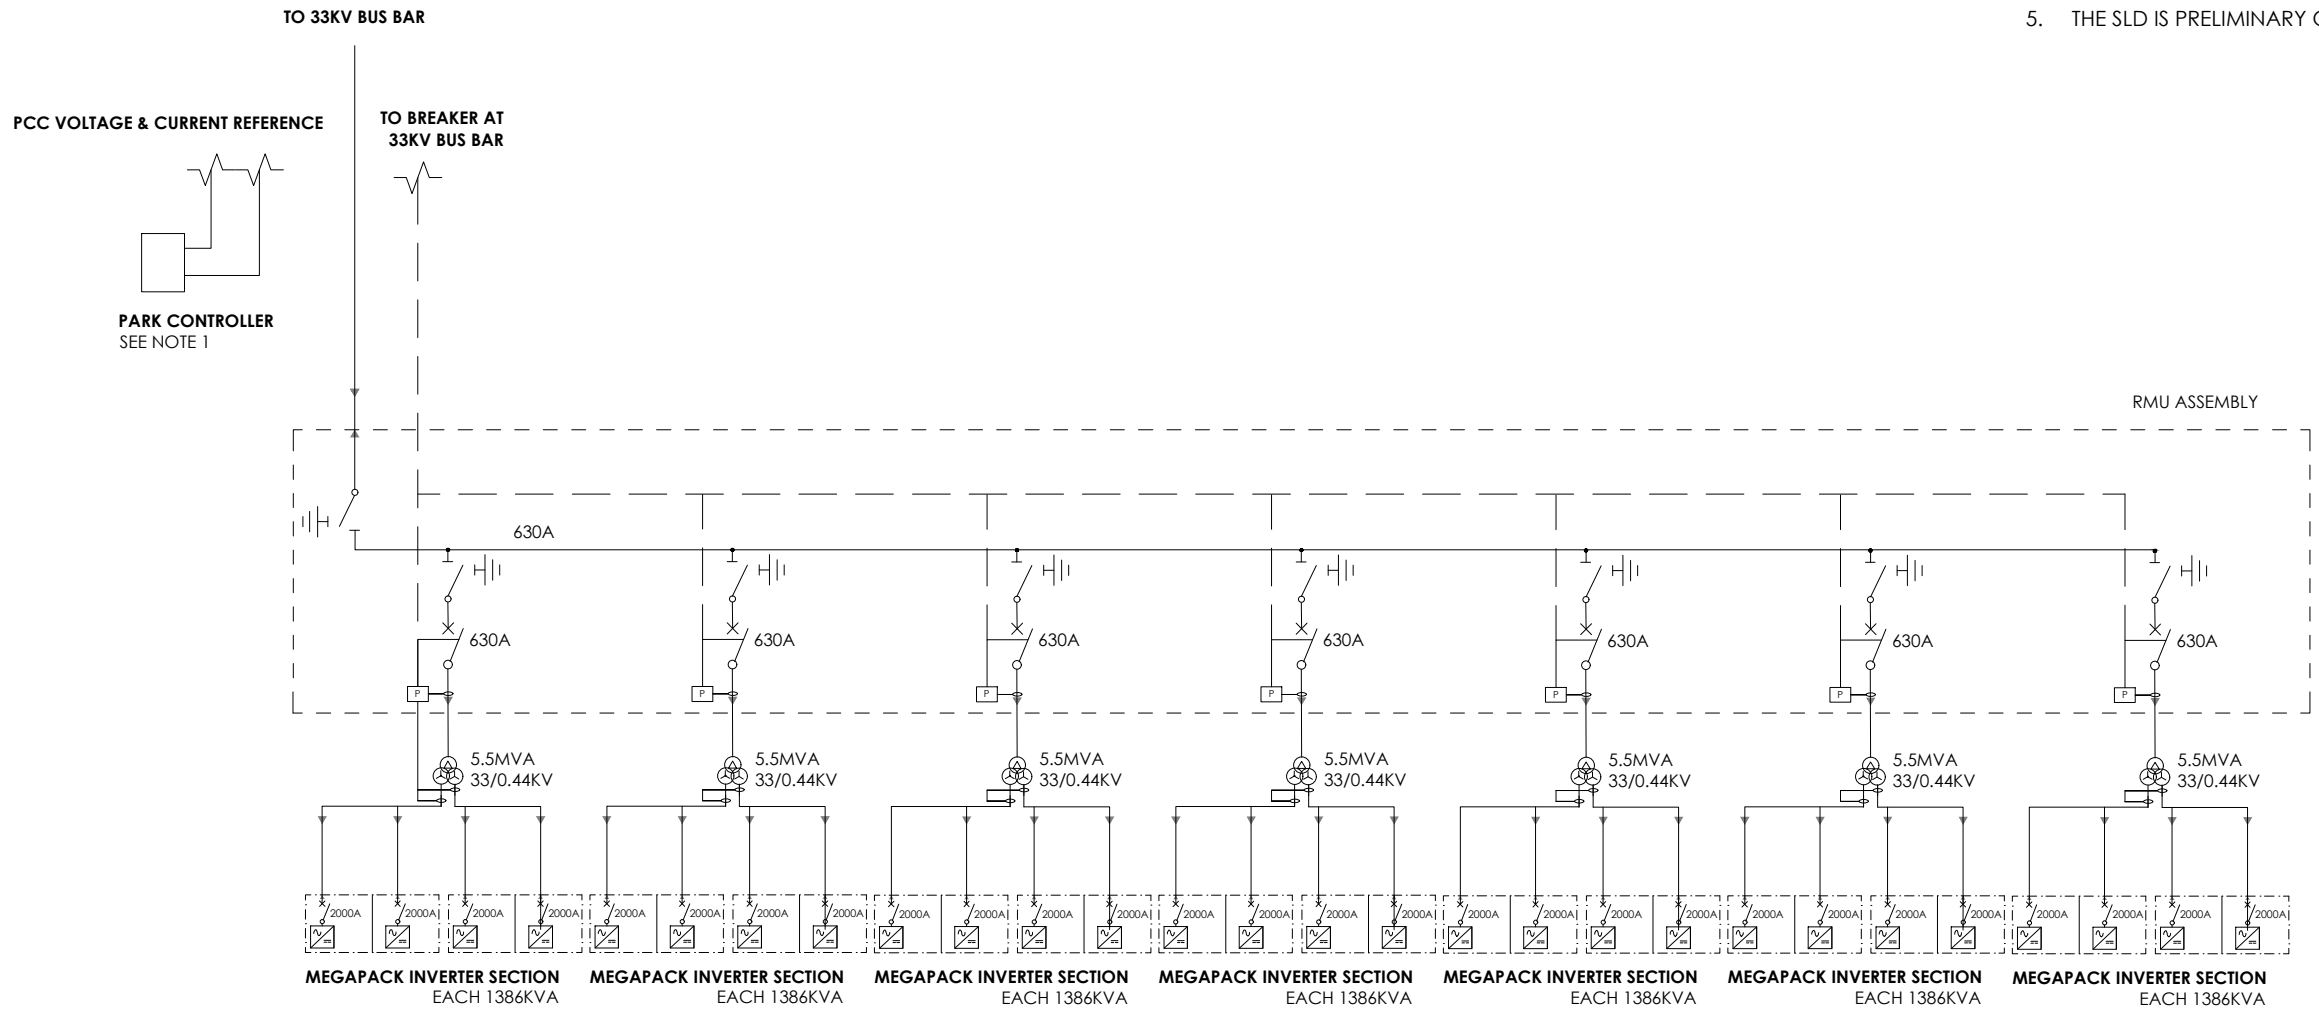 TO 33KV BUS BAR
5. THE SLD IS PRELIMINARY
PCC VOLTAGE & CURRENT REFERENCE
TO BREAKER AT
33KV BUS BAR
PARK CONTROLLER
SEE NOTE 1
RMU ASSEMBLY
630A
630A 630A 630A 630A 630A 630A 630A
P P P P P P P
5.5MVA 5.5MVA 5.5MVA 5.5MVA 5.5MVA 5.5MVA 5.5MVA
33/0.44KV 33/0.44KV 33/0.44KV 33/0.44KV 33/0.44KV 33/0.44KV 33/0.44KV
2000A 2000A 2000A 2000A 2000A 2000A 2000A 2000A 2000A 2000A 2000A 2000A 2000A 2000A 2000A 2000A 2000A 2000A 2000A 2000A 2000A 2000A 2000A 2000A 2000A 2000A 2000A 2000A
MEGAPACK INVERTER SECTION MEGAPACK INVERTER SECTION MEGAPACK INVERTER SECTION MEGAPACK INVERTER SECTION MEGAPACK INVERTER SECTION MEGAPACK INVERTER SECTION MEGAPACK INVERTER SECTION
EACH 1386KVA EACH 1386KVA EACH 1386KVA EACH 1386KVA EACH 1386KVA EACH 1386KVA EACH 1386KVA